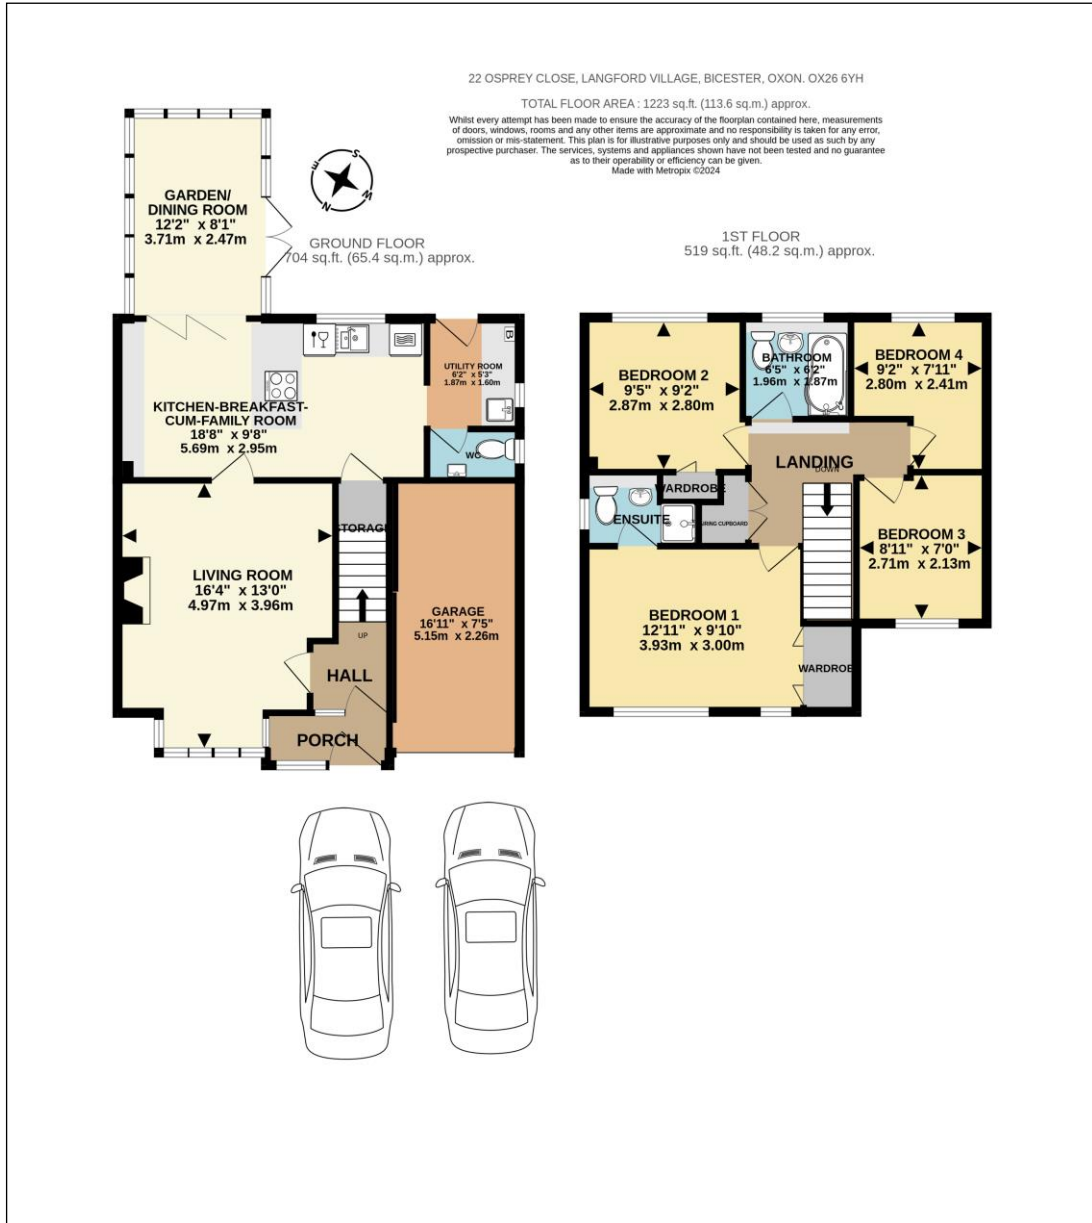 22 OSPREY CLOSE, LANGFORD VILLAGE, BICESTER, OXON. OX26 6YH
TOTAL FLOOR AREA : 1223 sq.ft. (113.6 sq.m.) approx.
Whilst every attempt has been made to ensure the accuracy of the floorplan contained here, measurements
of doors, windows, rooms and any other items are approximate and no responsibility is taken for any error,
omission or mis-statement. This plan is for illustrative purposes only and should be used as such by any
prospective purchaser. The services, systems and appliances shown have not been tested and no guarantee
as to their operability or efficiency can be given.
Made with Metropix ©2024
S
E
W
N
GROUND FLOOR
704 sq.ft. (65.4 sq.m.) approx.
GARDEN/
DINING ROOM
12'2" x 8'1"
3.71m x 2.47m
KITCHEN-BREAKFAST-
CUM-FAMILY ROOM
18'8" x 9'8"
5.69m x 2.95m
B
UTILITY ROOM
6'2" x 5'3"
1.87m x 1.60m
WC
STORAGE
LIVING ROOM
16'4" x 13'0"
4.97m x 3.96m
GARAGE
16'11" x 7'5"
5.15m x 2.26m
UP
HALL
PORCH
1ST FLOOR
519 sq.ft. (48.2 sq.m.) approx.
BEDROOM 2
9'5" x 9'2"
2.87m x 2.80m
BATHROOM
6'5" x 6'2"
1.96m x 1.87m
BEDROOM 4
9'2" x 7'11"
2.80m x 2.41m
LANDING
DOWN
WARDROBE
ENSUITE
CUPBOARD
BEDROOM 3
8'11" x 7'0"
2.71m x 2.13m
BEDROOM 1
12'11" x 9'10"
3.93m x 3.00m
WARDROBE